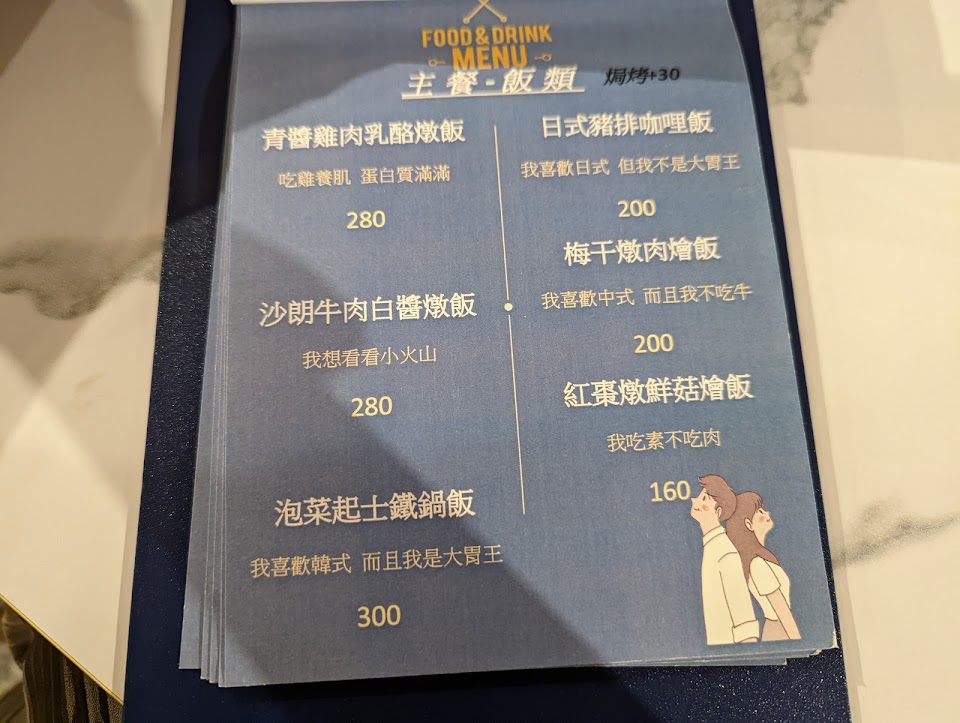 FOOD & DRINK
MENU
主餐-飯類 焗烤+30
青醬雞肉乳酪燉飯
吃雞養肌 蛋白質滿滿
280
沙朗牛肉白醬燉飯
我想看看小火山
280
泡菜起士鐵鍋飯
我喜歡韓式 而且我是大胃王
300
日式豬排咖哩飯
我喜歡日式 但我不是大胃王
200
梅干燉肉燴飯
我喜歡中式 而且我不吃牛
200
紅棗燉鮮菇燴飯
我吃素不吃肉
160